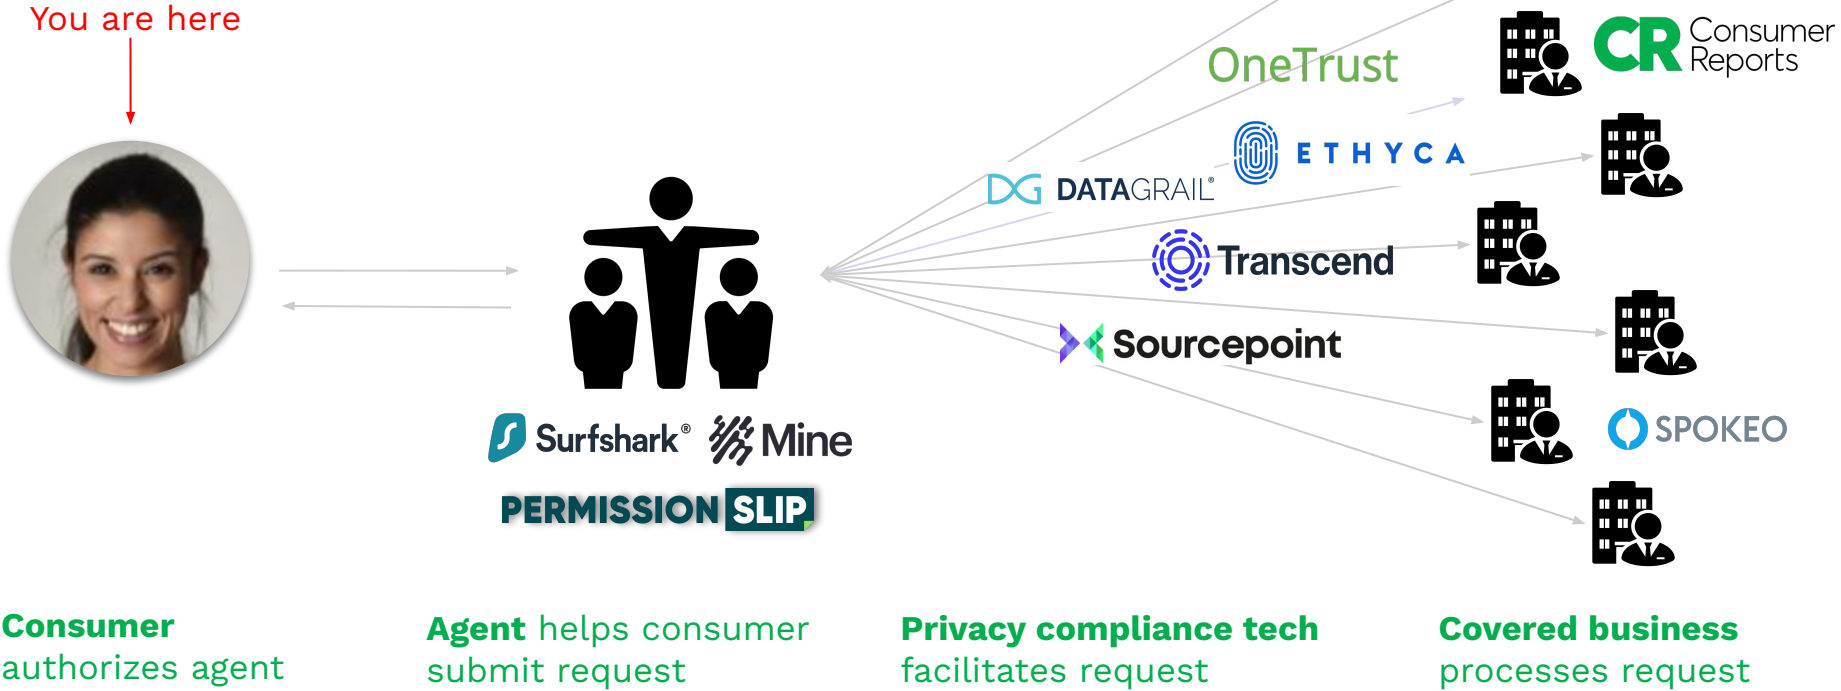 You are here
OneTrust
CR Consumer
Reports
ETHYCA
DATAGRAIL®
Transcend
Sourcepoint
Surfshark® Mine
SPOKEO
PERMISSION SLIP
Consumer
authorizes agent
Agent helps consumer
submit request
Privacy compliance tech
facilitates request
Covered business
processes request